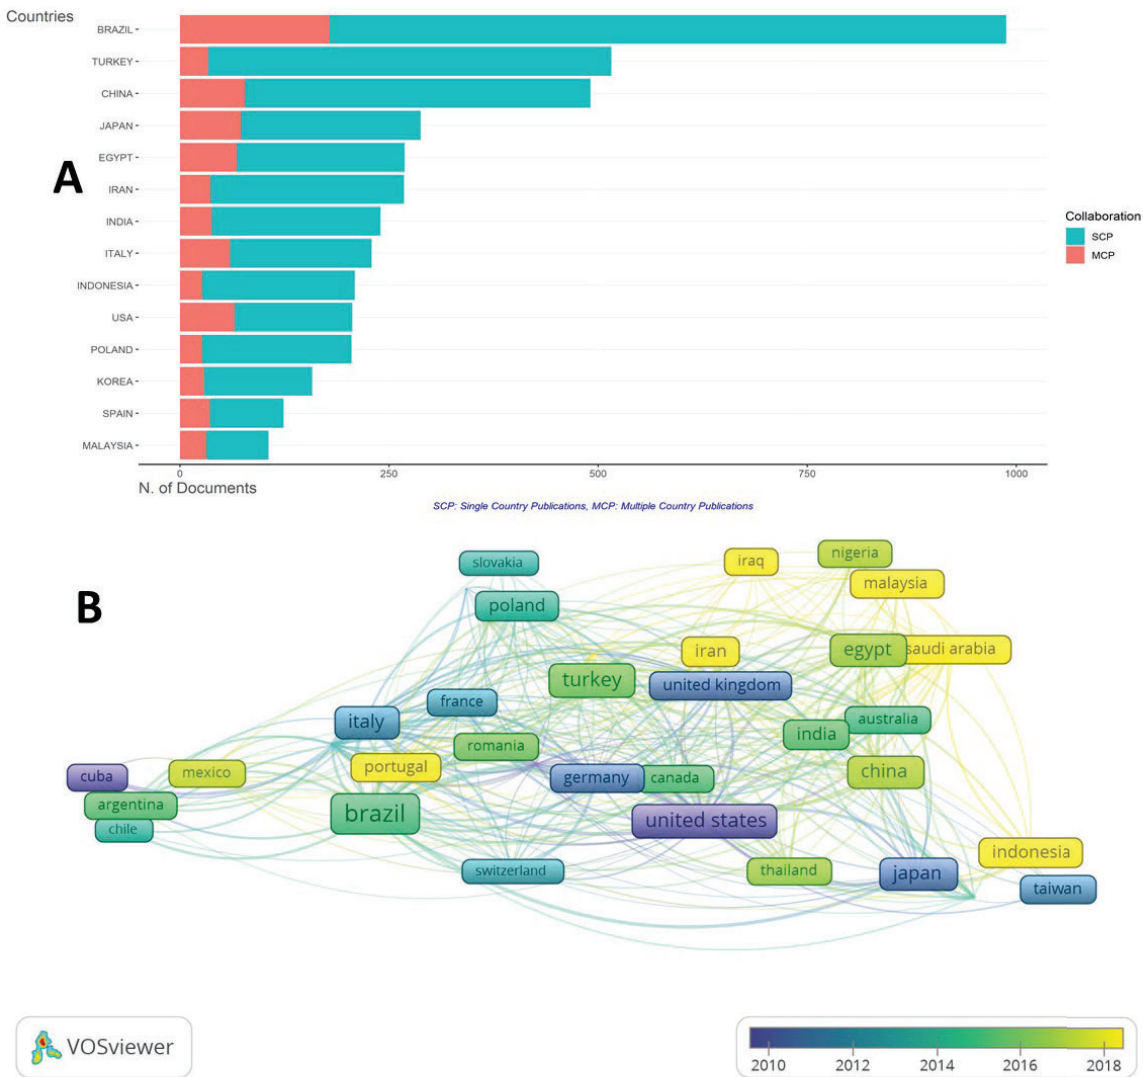 Countries
BRAZIL
TURKEY
CHINA
JAPAN
EGYPT
A
IRAN
INDIA
ITALY
INDONESIA
USA
POLAND
KOREA
SPAIN
MALAYSIA
Collaboration
SCP
MCP
0 250 500 750 1000
N. of Documents
SCP: Single Country Publications, MCP: Multiple Country Publications
B
slovakia
iraq
nigeria
malaysia
poland
iran
egypt
saudi arabia
turkey
united kingdom
france
italy
australia
india
romania
portugal
mexico
cuba
germany
canada
china
argentina
brazil
chile
united states
indonesia
switzerland
thailand
japan
taiwan
VOSviewer
2010 2012 2014 2016 2018